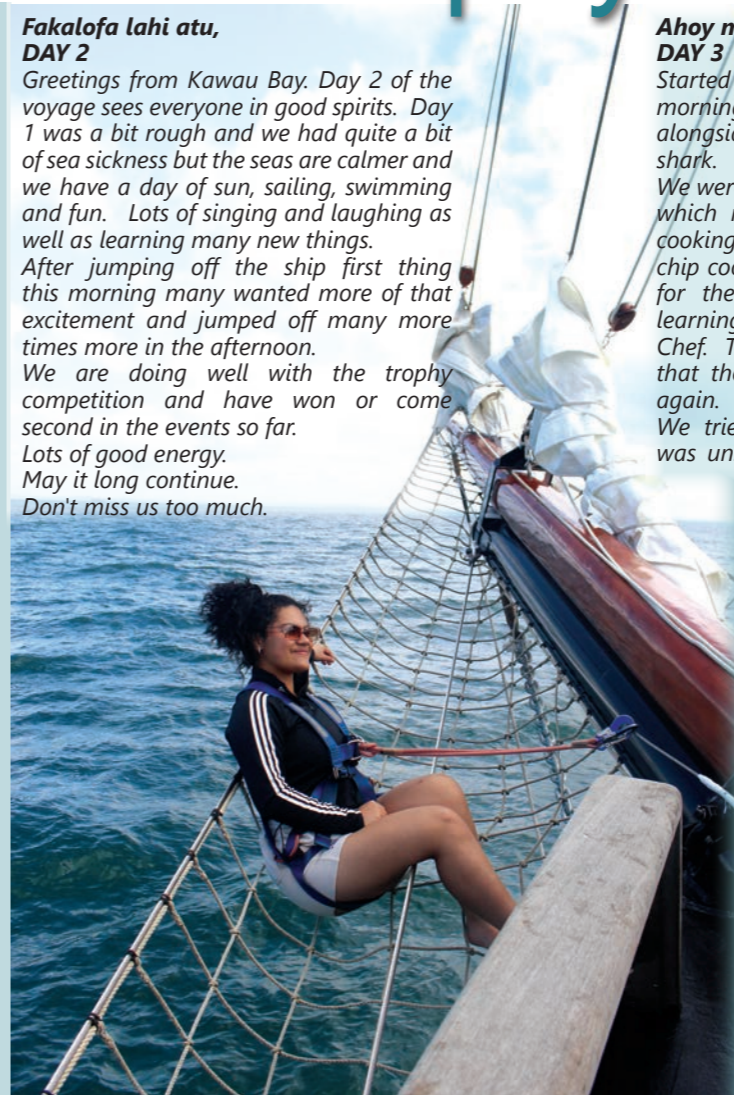 Fakalofa lahi atu,
DAY 2
Greetings from Kawau Bay. Day 2 of the
voyage sees everyone in good spirits. Day
1 was a bit rough and we had quite a bit
of sea sickness but the seas are calmer and
we have a day of sun, sailing, swimming
and fun. Lots of singing and laughing as
well as learning many new things.
After jumping off the ship first thing
this morning many wanted more of that
excitement and jumped off many more
times more in the afternoon.
We are doing well with the trophy
competition and have won or come
second in the events so far.
Lots of good energy.
May it long continue.
Don't miss us too much.
Ahoy
DAY 3
Started
morning
alongsid
shark.
We were
which
cooking
chip coo
for the
learning
Chef. T
that the
again.
We trie
was un